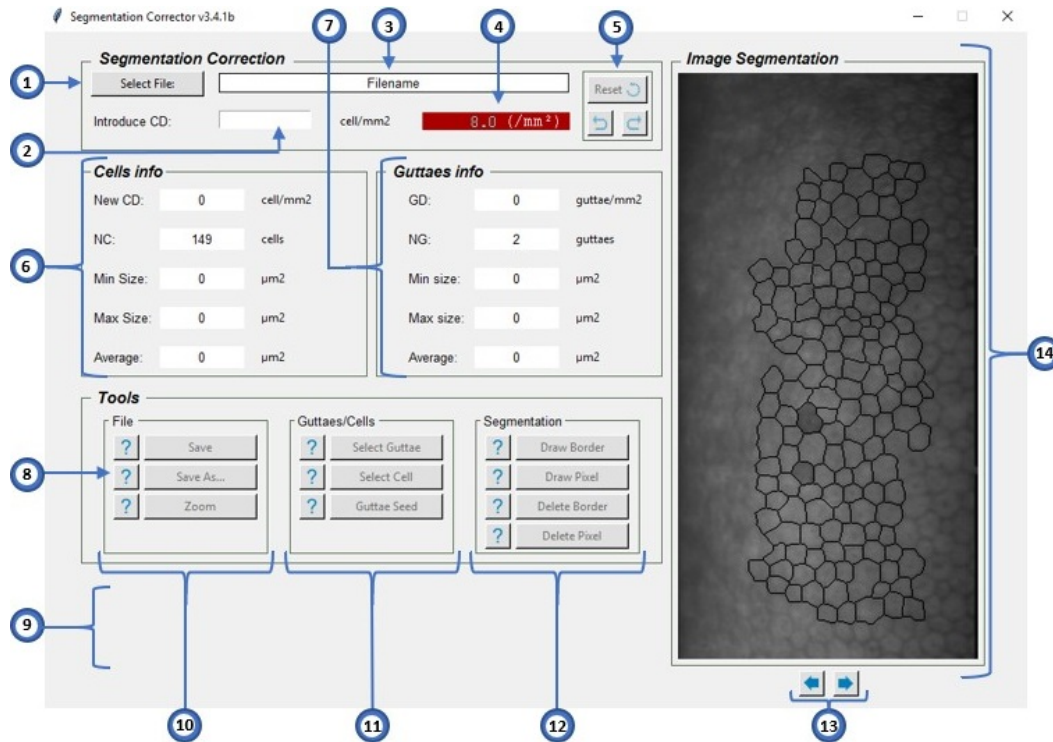 Segmentation Corrector v3.4.1b
7
3
4
5
Segmentation Correction
Image Segmentation
1
Select File:
Filename
Reset
Introduce CD:
cell/mm2
8.0 (/mm²)
2
Cells info
Guttaes info
New CD:
0
cell/mm2
GD:
0
guttae/mm2
NC:
149
cells
NG:
2
guttaes
6
Min Size:
0
µm2
Min size:
0
µm2
Max Size:
0
µm2
Max size:
0
µm2
14
Average:
0
µm2
Average:
0
µm2
Tools
File
Guttaes/Cells
Segmentation
?
Save
?
Select Guttae
?
Draw Border
8
?
Save As...
?
Select Cell
?
Draw Pixel
?
Zoom
?
Guttae Seed
?
Delete Border
?
Delete Pixel
9
10
11
12
13